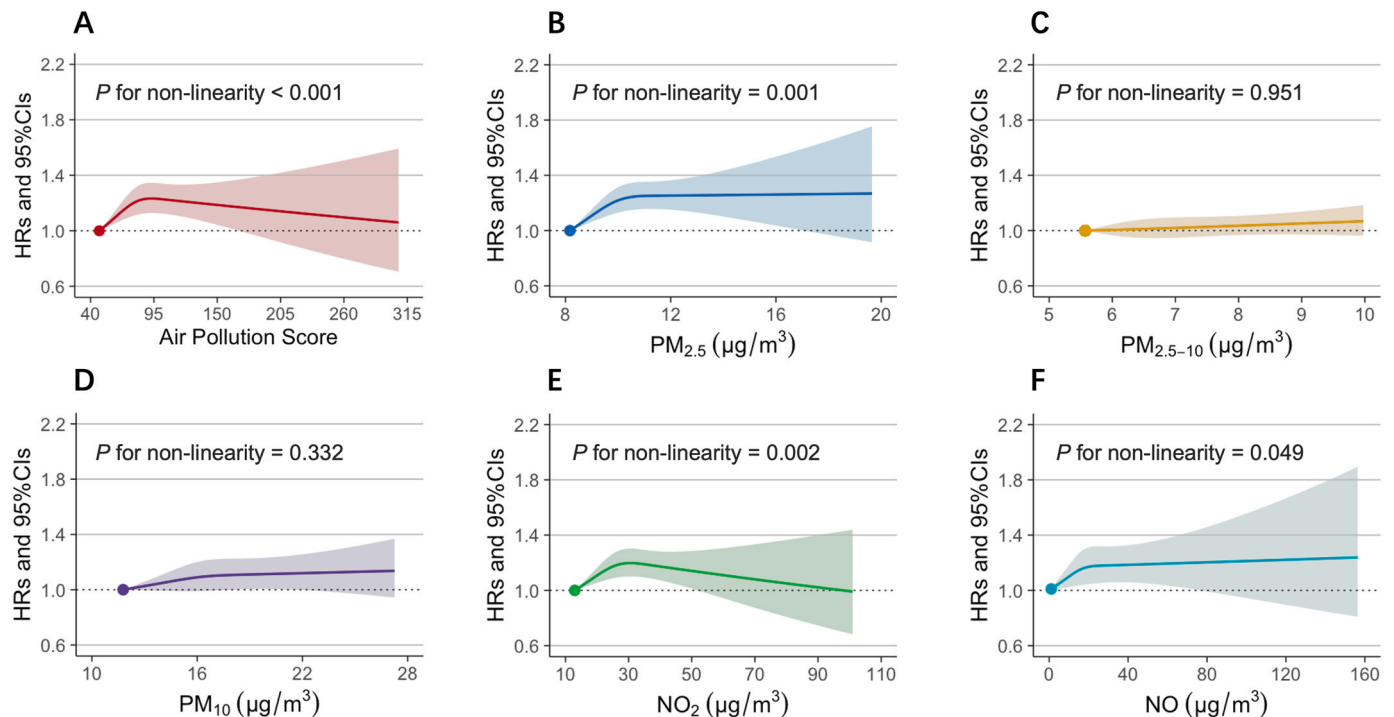 A
HRs and 95%CIs
2.2
1.8
1.4
1.0
0.6
P for non-linearity < 0.001
40 95 150 205 260 315
Air Pollution Score
B
HRs and 95%CIs
2.2
1.8
1.4
1.0
0.6
P for non-linearity = 0.001
8 12 16 20
PM₂.₅ (µg/m³)
C
HRs and 95%CIs
2.2
1.8
1.4
1.0
0.6
P for non-linearity = 0.951
5 6 7 8 9 10
PM₂.₅₋₁₀ (µg/m³)
D
HRs and 95%CIs
2.2
1.8
1.4
1.0
0.6
P for non-linearity = 0.332
10 16 22 28
PM₁₀ (µg/m³)
E
HRs and 95%CIs
2.2
1.8
1.4
1.0
0.6
P for non-linearity = 0.002
10 30 50 70 90 110
NO₂ (µg/m³)
F
HRs and 95%CIs
2.2
1.8
1.4
1.0
0.6
P for non-linearity = 0.049
0 40 80 120 160
NO (µg/m³)